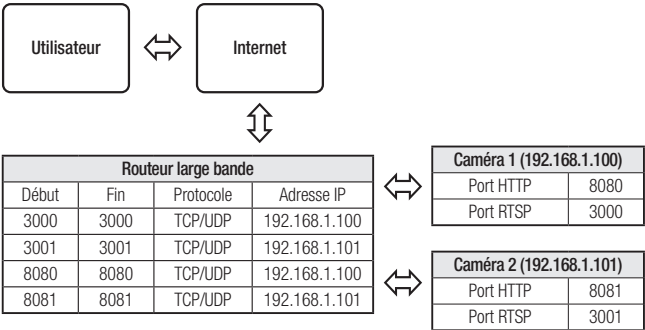 Utilisateur
Internet
Routeur large bande
Début Fin Protocole Adresse IP
3000 3000 TCP/UDP 192.168.1.100
3001 3001 TCP/UDP 192.168.1.101
8080 8080 TCP/UDP 192.168.1.100
8081 8081 TCP/UDP 192.168.1.101
Caméra 1 (192.168.1.100)
Port HTTP 8080
Port RTSP 3000
Caméra 2 (192.168.1.101)
Port HTTP 8081
Port RTSP 3001